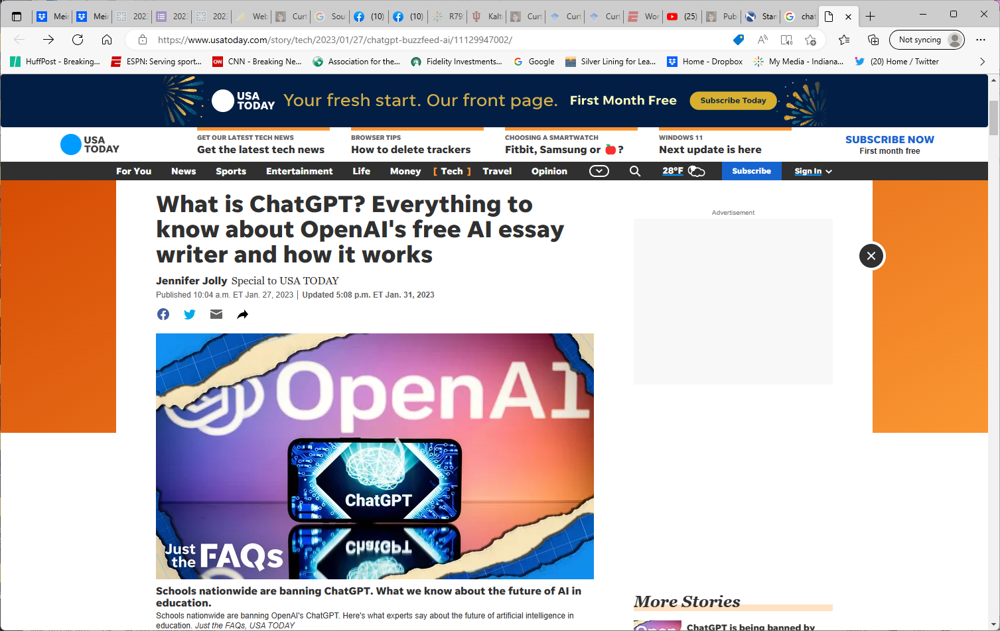 Mei
Mei
202
202
202
Web
Curt
Sou
(10)
(10)
R79
Kalt
Curt
Curt
Curt
Wor
(25)
Pub
Star
chat
https://www.usatoday.com/story/tech/2023/01/27/chatgpt-buzzfeed-ai/11129947002/
Not syncing
HuffPost - Breaking...
ESPN: Serving sport...
CNN - Breaking Ne...
Association for the...
Fidelity Investments...
Google
Silver Lining for Lea...
Home - Dropbox
My Media - Indiana...
(20) Home / Twitter
USA
TODAY
Your fresh start. Our front page.
First Month Free
Subscribe Today
USA
TODAY
GET OUR LATEST TECH NEWS
Get the latest tech news
BROWSER TIPS
How to delete trackers
CHOOSING A SMARTWATCH
Fitbit, Samsung or 🍎?
WINDOWS 11
Next update is here
SUBSCRIBE NOW
First month free
For You
News
Sports
Entertainment
Life
Money
[ Tech ]
Travel
Opinion
28°F
Subscribe
Sign In
What is ChatGPT? Everything to
know about OpenAI's free AI essay
writer and how it works
Jennifer Jolly Special to USA TODAY
Published 10:04 a.m. ET Jan. 27, 2023 | Updated 5:08 p.m. ET Jan. 31, 2023
Advertisement
OpenAI
ChatGPT
ChatGPT
Just
the FAQs
Schools nationwide are banning ChatGPT. What we know about the future of AI in
education.
Schools nationwide are banning OpenAI's ChatGPT. Here's what experts say about the future of artificial intelligence in
education. Just the FAQs, USA TODAY
More Stories
Open
ChatGPT is being banned by